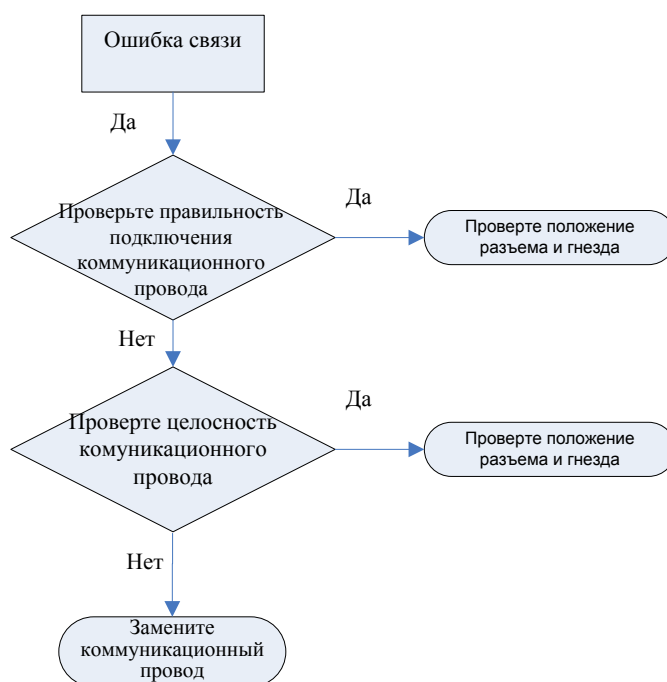 Ошибка связи
Да
Проверьте правильность
подключения
коммуникационного
провода
Да
Проверте положение
разъема и гнезда
Нет
Проверте целосность
комуникационного
провода
Да
Проверте положение
разъема и гнезда
Нет
Замените
коммуникационный
провод